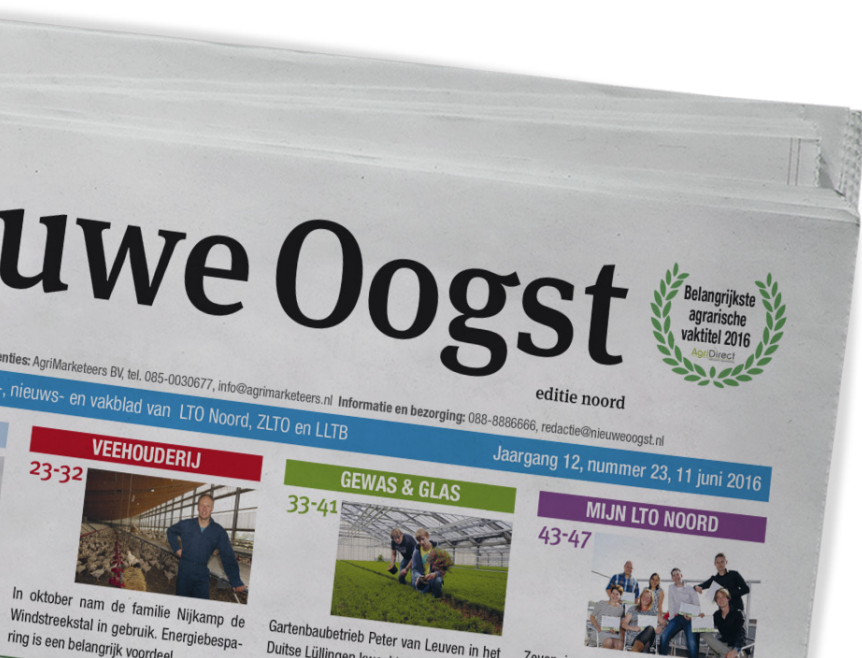 uwe Oogst
Belangrijkste
agrarische
vaktitel 2016
AgriDirect
editie noord
enties: AgriMarketeers BV, tel. 085-0030677, info@agrimarketeers.nl Informatie en bezorging: 088-8886666, redactie@nieuweoogst.nl
-, nieuws- en vakblad van LTO Noord, ZLTO en LLTB
Jaargang 12, nummer 23, 11 juni 2016
VEEHOUDERIJ
23-32
In oktober nam de familie Nijkamp de
Windstreekstal in gebruik. Energiebespa-
ring is een belangrijk voordeel
GEWAS & GLAS
33-41
Gartenbaubetrieb Peter van Leuven in het
Duitse Lüllingen
MIJN LTO NOORD
43-47